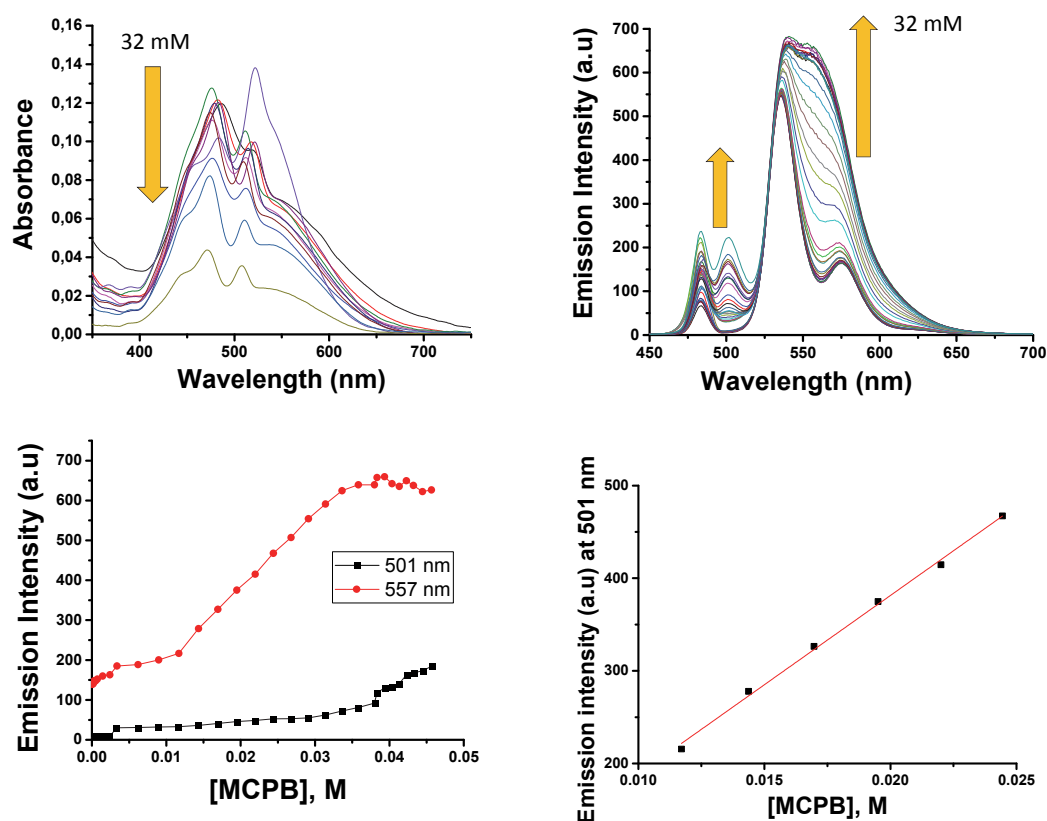 0,16
0,14
0,12
0,10
0,08
0,06
0,04
0,02
0,00
Absorbance
32 mM
400 500 600 700
Wavelength (nm)
700
600
500
400
300
200
100
0
Emission Intensity (a.u)
32 mM
450 500 550 600 650 700
Wavelength (nm)
700
600
500
400
300
200
100
0
Emission Intensity (a.u)
501 nm
557 nm
0.00 0.01 0.02 0.03 0.04 0.05
[MCPB], M
500
400
300
200
Emission intensity (a.u) at 501 nm
0.010 0.015 0.020 0.025
[MCPB], M